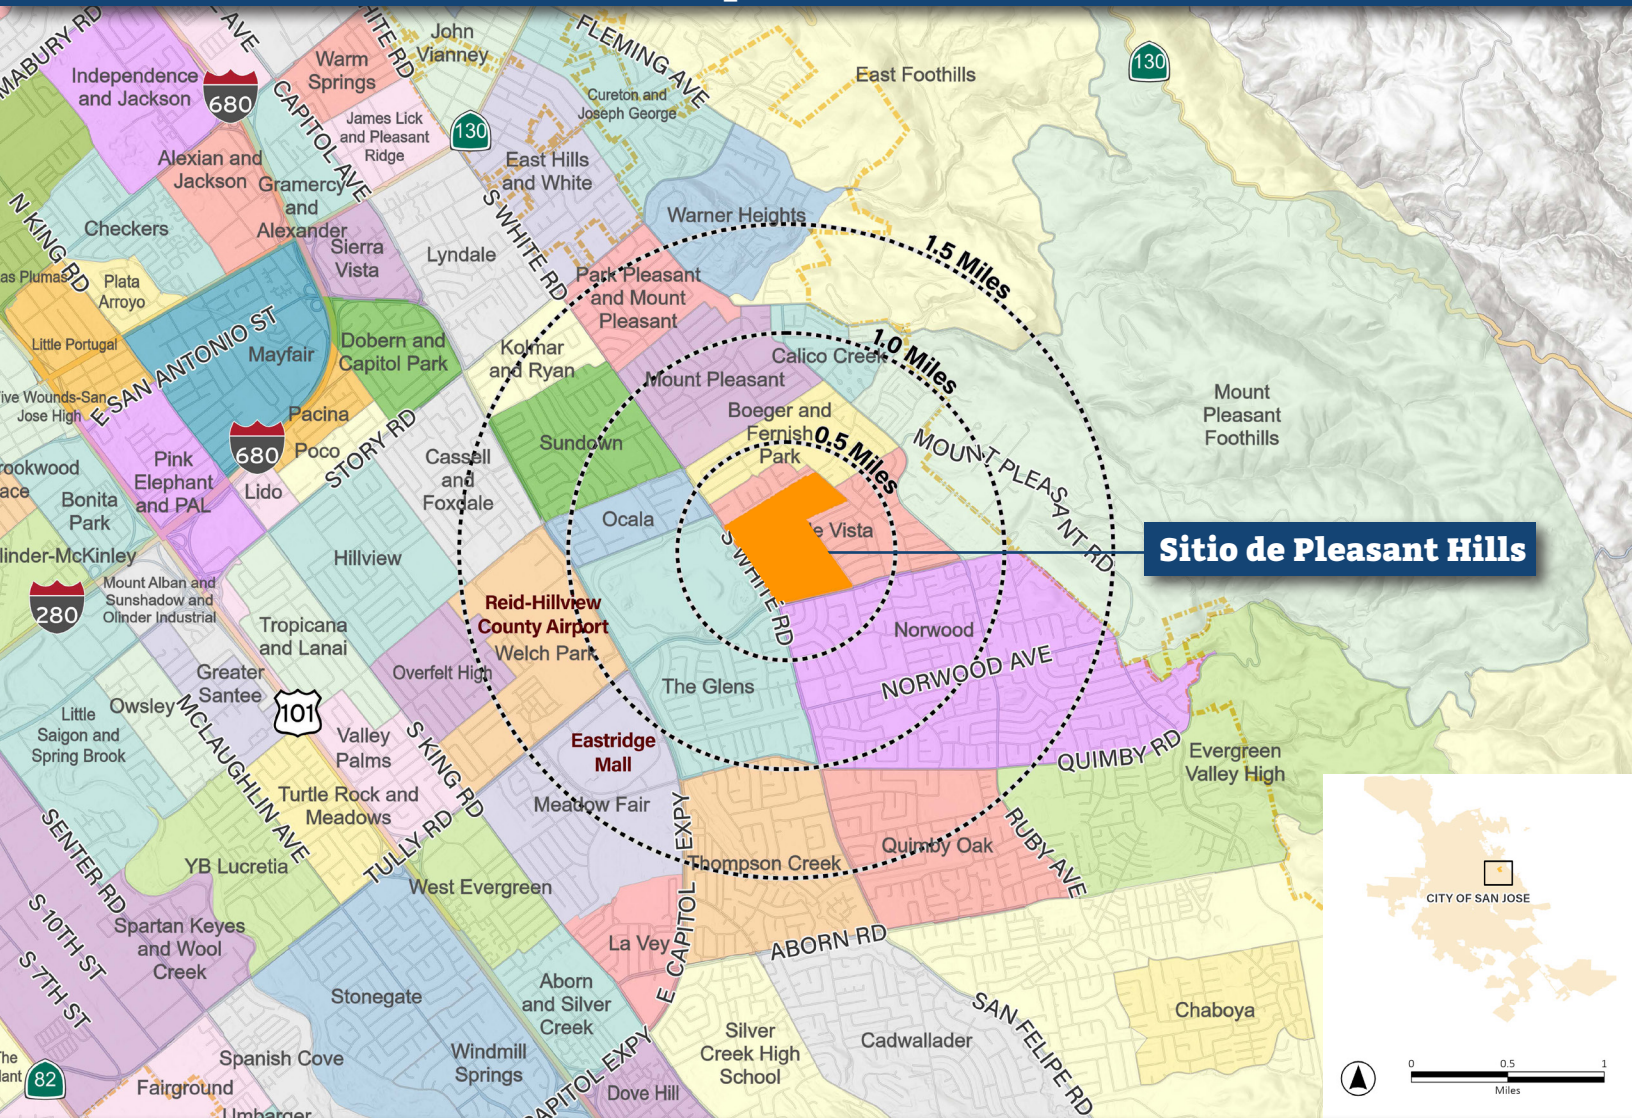 MABURY RD
AVE
WHITE RD
John
Vianney
FLEMING AVE
East Foothills
130
Independence
and Jackson
680
Warm
Springs
CAPITOL AVE
James Lick
and Pleasant
Ridge
130
Cureton and
Joseph George
East Hills
and White
Alexian and
Jackson
Gramercy
and
Alexander
N KING RD
Checkers
Sierra
Vista
Lyndale
S WHITE RD
Warner Heights
1.5 Miles
Plata
Arroyo
Park Pleasant
and Mount
Pleasant
Little Portugal
E SAN ANTONIO ST
Mayfair
Dobern and
Capitol Park
Kolmar
and Ryan
Mount Pleasant
Calico Creek
1.0 Miles
Mount
Pleasant
Foothills
Jose High
Pacina
Poco
STORY RD
680
Boeger and
Fernish
Park
0.5 Miles
MOUNT PLEASANT RD
Sundown
Cassell
and
Foxdale
Pink
Elephant
and PAL
Lido
Bonita
Park
Ocala
Vista
Sitio de Pleasant Hills
S WHITE RD
Hillview
280
Mount Alban and
Sunshadow and
Olinder Industrial
Reid-Hillview
County Airport
Welch Park
Tropicana
and Lanai
Overfelt High
Norwood
NORWOOD AVE
Greater
Santee
Owsley
101
MCLAUGHLIN AVE
Little
Saigon and
Spring Brook
Valley
Palms
S KING RD
The Glens
Eastridge
Mall
QUIMBY RD
Evergreen
Valley High
Turtle Rock and
Meadows
Meadow Fair
TULLY RD
E CAPITOL EXPY
RUBY AVE
SENTER RD
YB Lucretia
West Evergreen
Thompson Creek
Quimby Oak
S 10TH ST
S 7TH ST
Spartan Keyes
and Wool
Creek
La Vey
ABORN RD
CITY OF SAN JOSE
Stonegate
Aborn
and Silver
Creek
Silver
Creek High
School
Cadwallader
SAN FELIPE RD
Chaboya
82
Spanish Cove
Fairground
Umbarger
Windmill
Springs
CAPITOL EXPY
Dove Hill
0 0.5 1
Miles